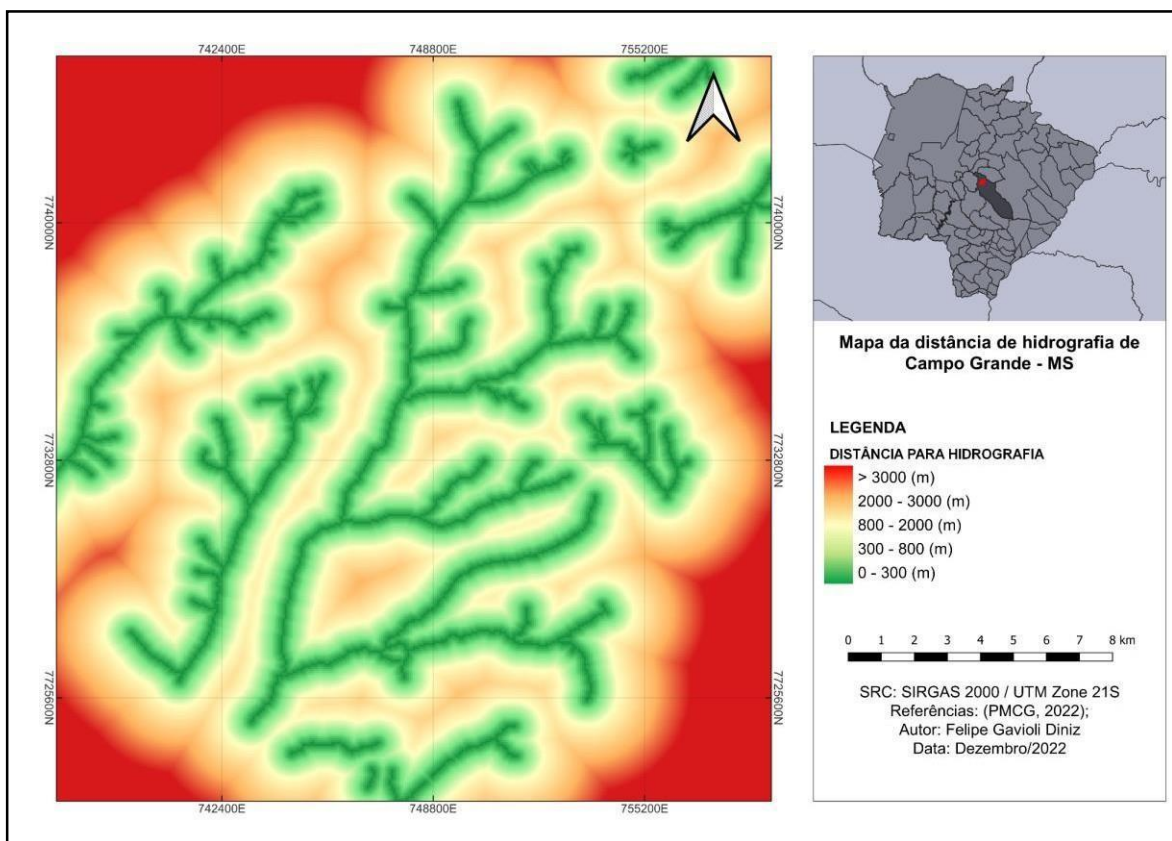 742400E
748800E
755200E
7740000N
7740000N
7732800N
7732800N
7725600N
7725600N
742400E
748800E
755200E
Mapa da distância de hidrografia de
Campo Grande - MS
LEGENDA
DISTÂNCIA PARA HIDROGRAFIA
> 3000 (m)
2000 - 3000 (m)
800 - 2000 (m)
300 - 800 (m)
0 - 300 (m)
0 1 2 3 4 5 6 7 8 km
SRC: SIRGAS 2000 / UTM Zone 21S
Referências: (PMCG, 2022);
Autor: Felipe Gavioli Diniz
Data: Dezembro/2022